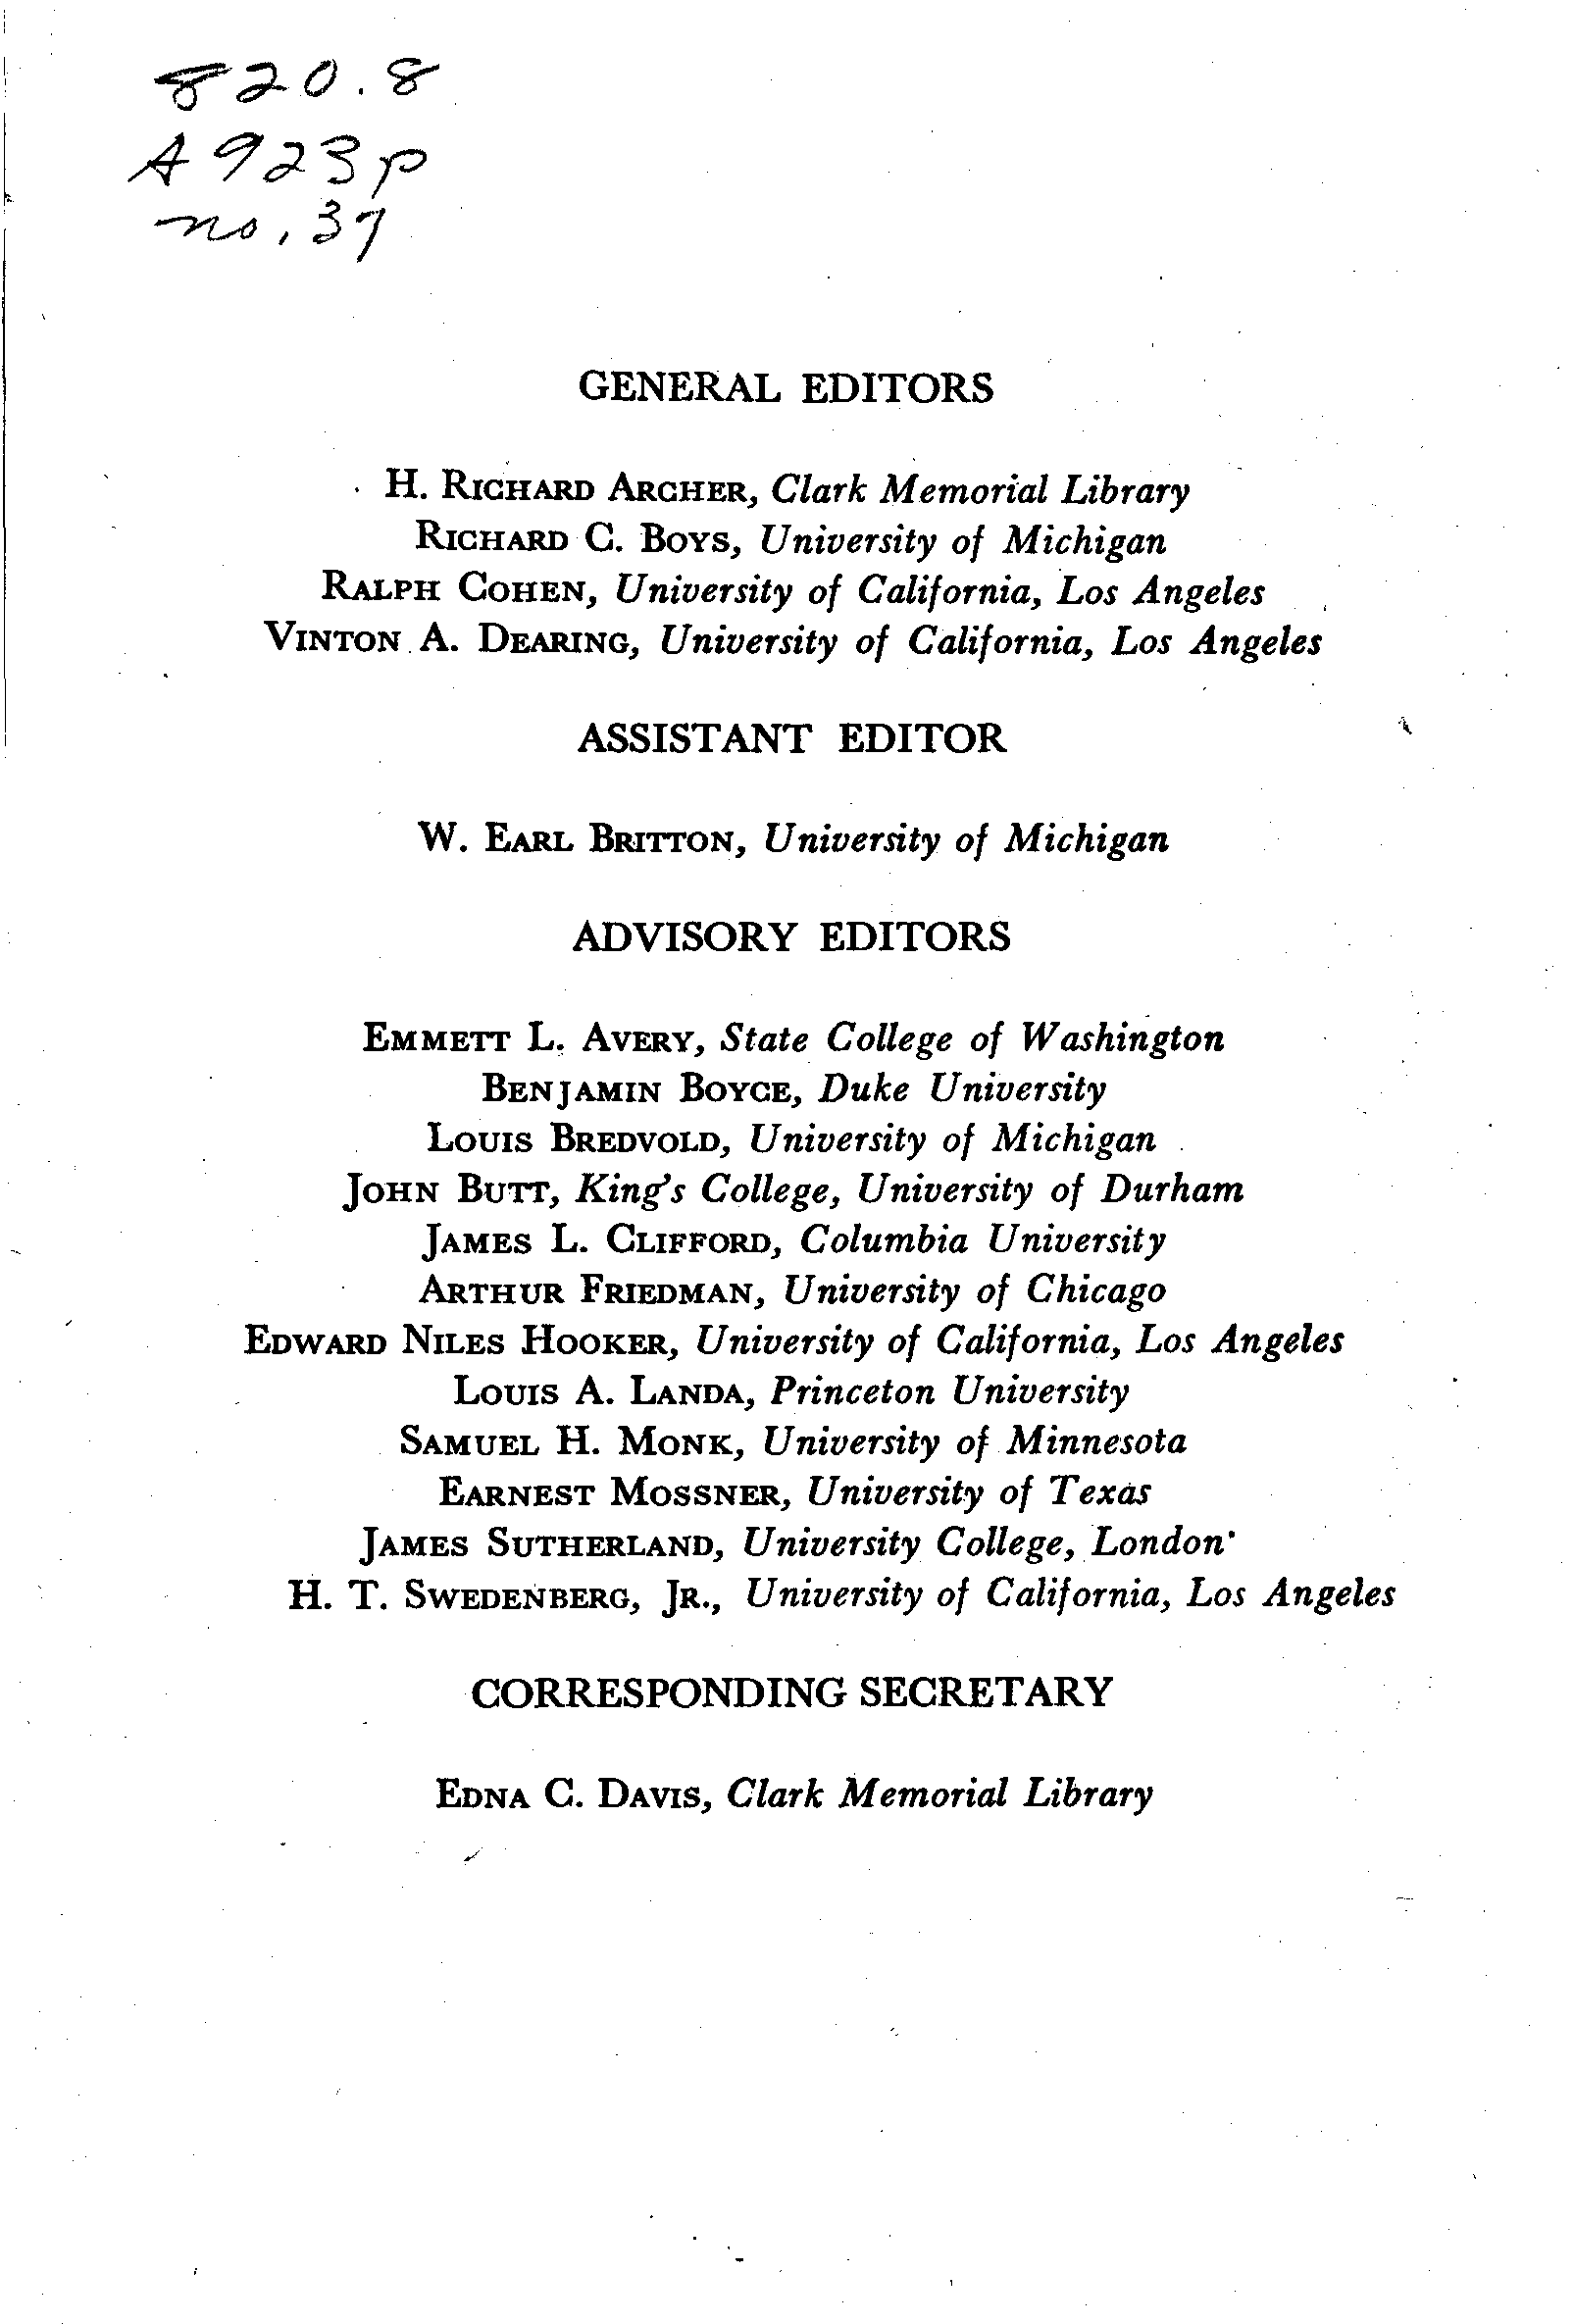 820.8
A923p
no. 37
GENERAL EDITORS
H. RICHARD ARCHER, Clark Memorial Library
RICHARD C. BOYS, University of Michigan
RALPH COHEN, University of California, Los Angeles
VINTON A. DEARING, University of California, Los Angeles
ASSISTANT EDITOR
W. EARL BRITTON, University of Michigan
ADVISORY EDITORS
EMMETT L. AVERY, State College of Washington
BENJAMIN BOYCE, Duke University
LOUIS BREDVOLD, University of Michigan
JOHN BUTT, King's College, University of Durham
JAMES L. CLIFFORD, Columbia University
ARTHUR FRIEDMAN, University of Chicago
EDWARD NILES HOOKER, University of California, Los Angeles
LOUIS A. LANDA, Princeton University
SAMUEL H. MONK, University of Minnesota
EARNEST MOSSNER, University of Texas
JAMES SUTHERLAND, University College, London
H. T. SWEDENBERG, JR., University of California, Los Angeles
CORRESPONDING SECRETARY
EDNA C. DAVIS, Clark Memorial Library